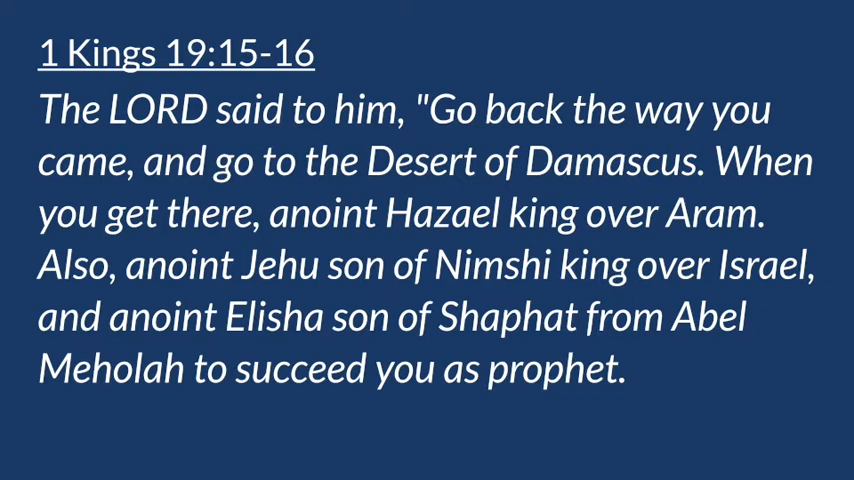 1 Kings 19:15-16
The LORD said to him, "Go back the way you
came, and go to the Desert of Damascus. When
you get there, anoint Hazael king over Aram.
Also, anoint Jehu son of Nimshi king over Israel,
and anoint Elisha son of Shaphat from Abel
Meholah to succeed you as prophet.